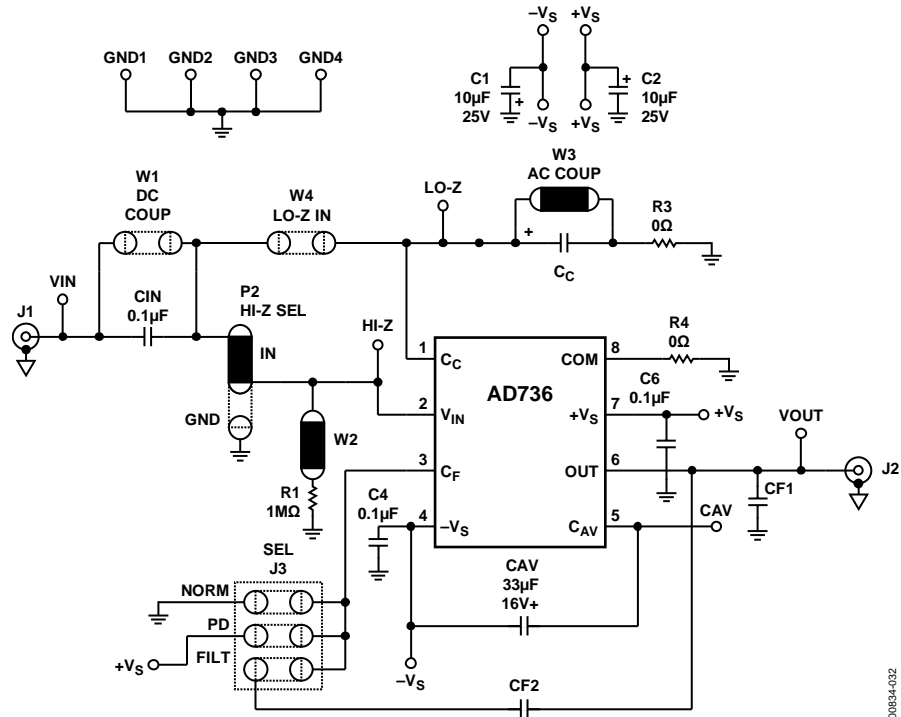 −VS +VS
GND1 GND2 GND3 GND4
C1
10µF
25V
+
+
C2
10µF
25V
−VS +VS
W1
DC
COUP
W4
LO-Z IN
LO-Z
W3
AC COUP
R3
0Ω
+
CC
VIN
J1
CIN
0.1µF
P2
HI-Z SEL
IN
GND
HI-Z
W2
R1
1MΩ
AD736
1 CC
2 VIN
3 CF
4 −VS
8 COM
7 +VS
6 OUT
5 CAV
R4
0Ω
C6
0.1µF
+VS
VOUT
J2
CF1
CAV
C4
0.1µF
CAV
33µF
16V+
SEL
J3
NORM
PD
FILT
+VS
−VS
CF2
00834-032